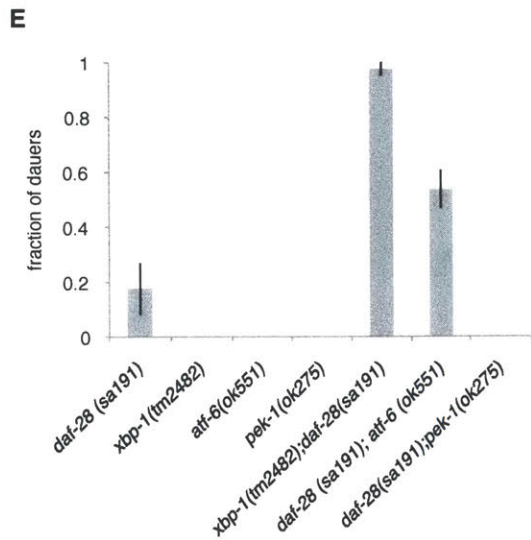 E
fraction of dauers
1
0.8
0.6
0.4
0.2
0
daf-28 (sa191)
xbp-1(tm2482)
atf-6(ok551)
pek-1(ok275)
xbp-1(tm2482);daf-28(sa191)
daf-28 (sa191); atf-6 (ok551)
daf-28(sa191);pek-1(ok275)